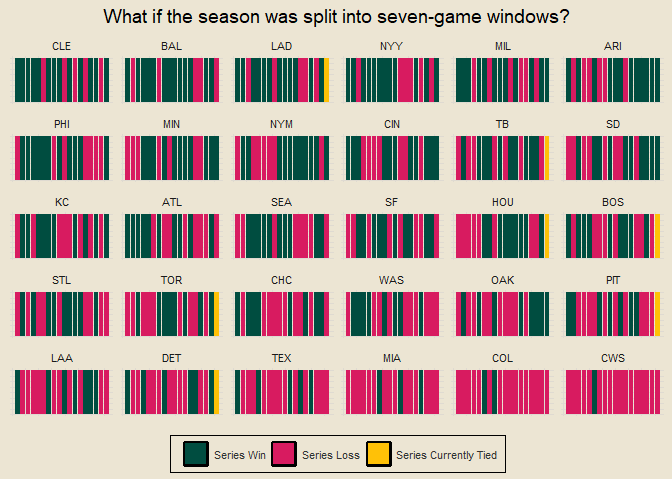 What if the season was split into seven-game windows?
CLE BAL LAD NYY MIL ARI
PHI MIN NYM CIN TB SD
KC ATL SEA SF HOU BOS
STL TOR CHC WAS OAK PIT
LAA DET TEX MIA COL CWS
Series Win Series Loss Series Currently Tied